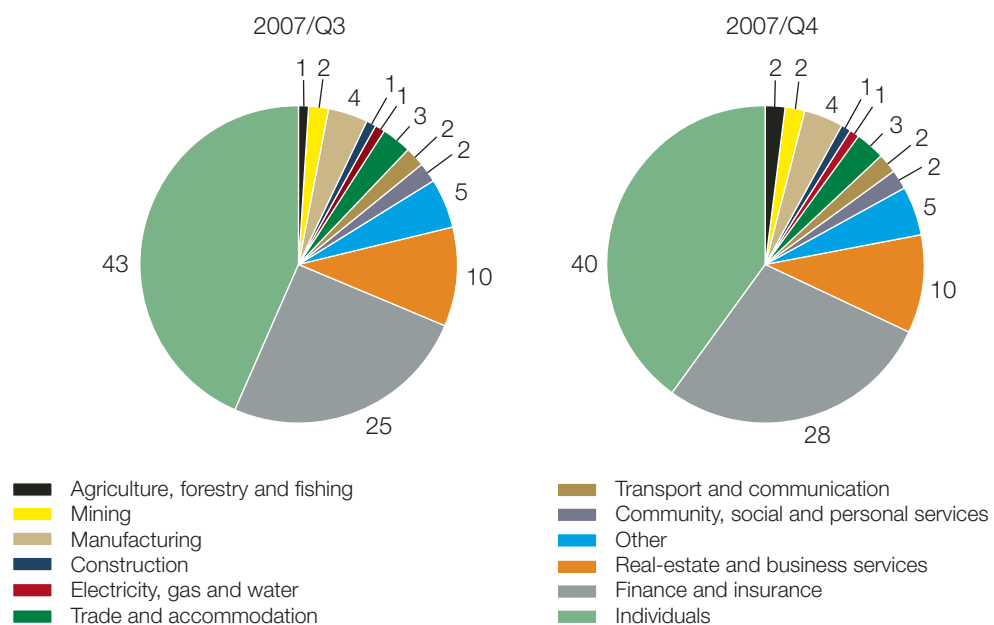 2007/Q3
1 2
4
1
1
3
2
2
5
10
25
43
2007/Q4
2 2
4
1
1
3
2
2
5
10
28
40
Agriculture, forestry and fishing
Mining
Manufacturing
Construction
Electricity, gas and water
Trade and accommodation
Transport and communication
Community, social and personal services
Other
Real-estate and business services
Finance and insurance
Individuals